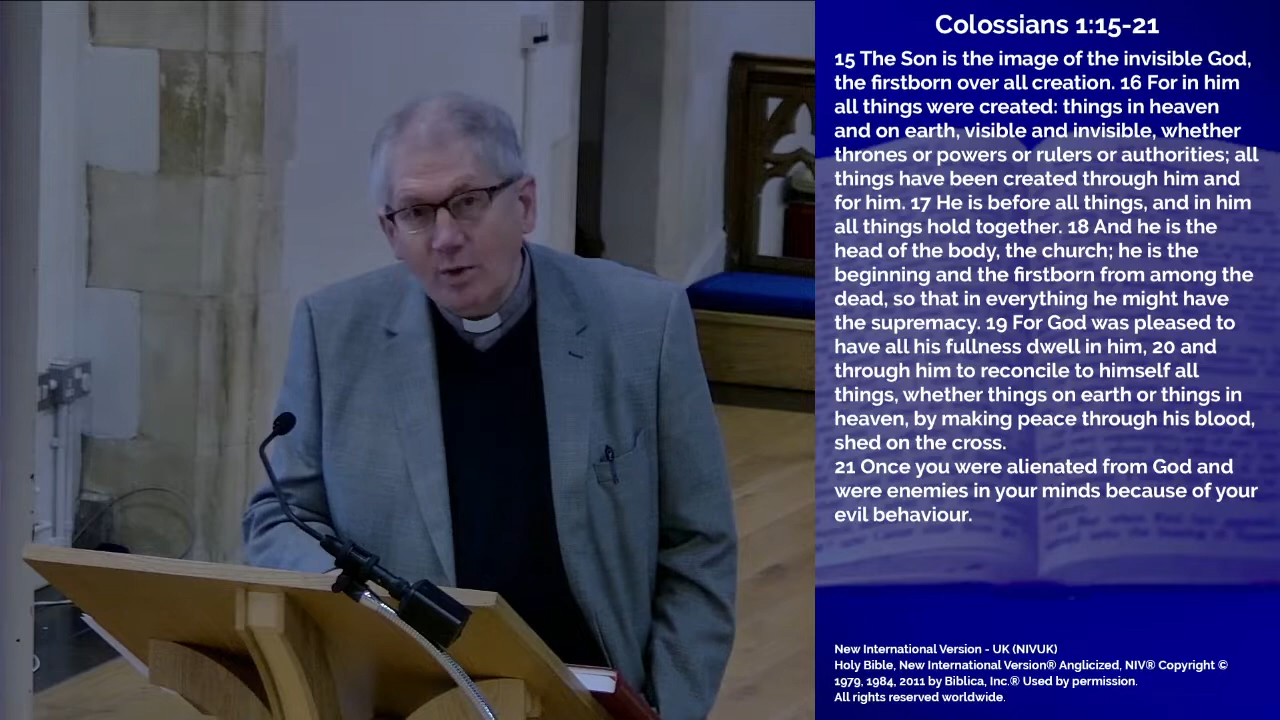 Colossians 1:15-21
15 The Son is the image of the invisible God,
the firstborn over all creation. 16 For in him
all things were created: things in heaven
and on earth, visible and invisible, whether
thrones or powers or rulers or authorities; all
things have been created through him and
for him. 17 He is before all things, and in him
all things hold together. 18 And he is the
head of the body, the church; he is the
beginning and the firstborn from among the
dead, so that in everything he might have
the supremacy. 19 For God was pleased to
have all his fullness dwell in him, 20 and
through him to reconcile to himself all
things, whether things on earth or things in
heaven, by making peace through his blood,
shed on the cross.
21 Once you were alienated from God and
were enemies in your minds because of your
evil behaviour.
New International Version - UK (NIVUK)
Holy Bible, New International Version® Anglicized, NIV® Copyright ©
1979, 1984, 2011 by Biblica, Inc.® Used by permission.
All rights reserved worldwide.